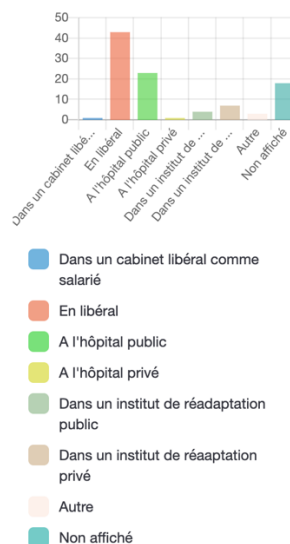 50
40
30
20
10
0
Dans un cabinet libé...
En libéral
A l'hôpital public
A l'hôpital privé
Dans un institut de ...
Dans un institut de ...
Autre
Non affiché
Dans un cabinet libéral comme
salarié
En libéral
A l'hôpital public
A l'hôpital privé
Dans un institut de réadaptation
public
Dans un institut de réaaptation
privé
Autre
Non affiché